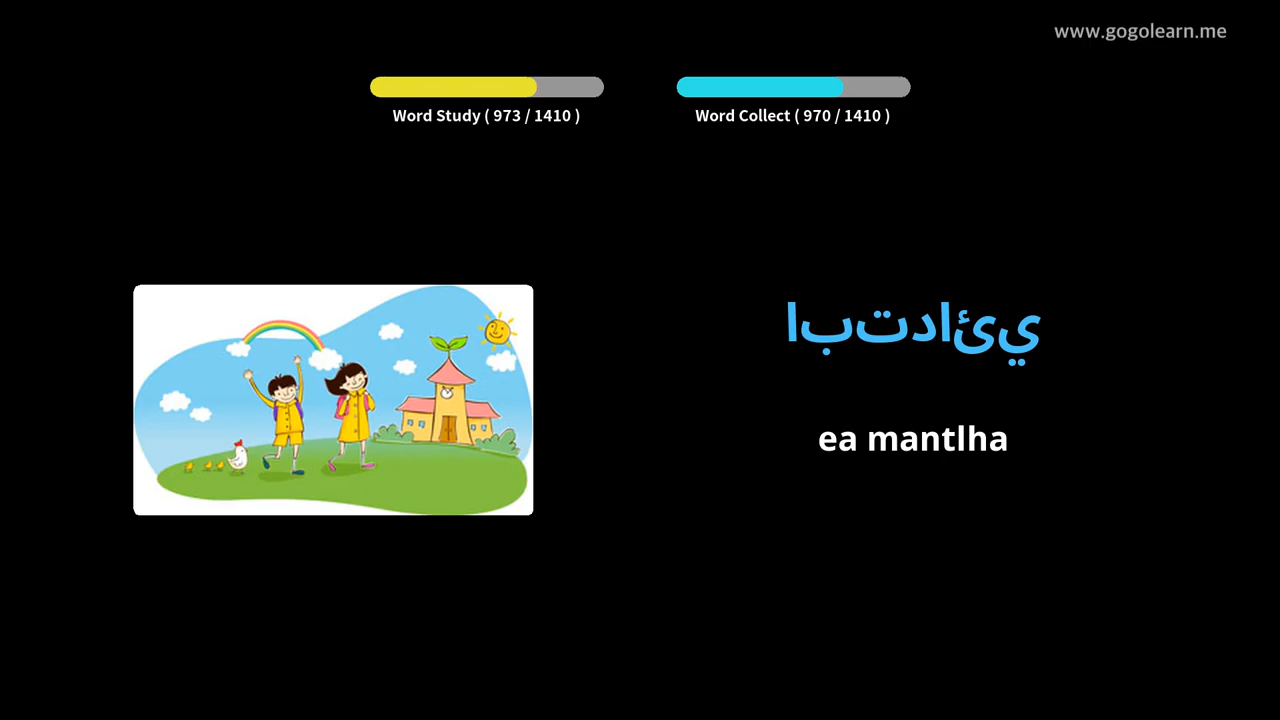 www.gogolearn.me
Word Study ( 973 / 1410 )
Word Collect ( 970 / 1410 )
ابتدائي
ea mantlha